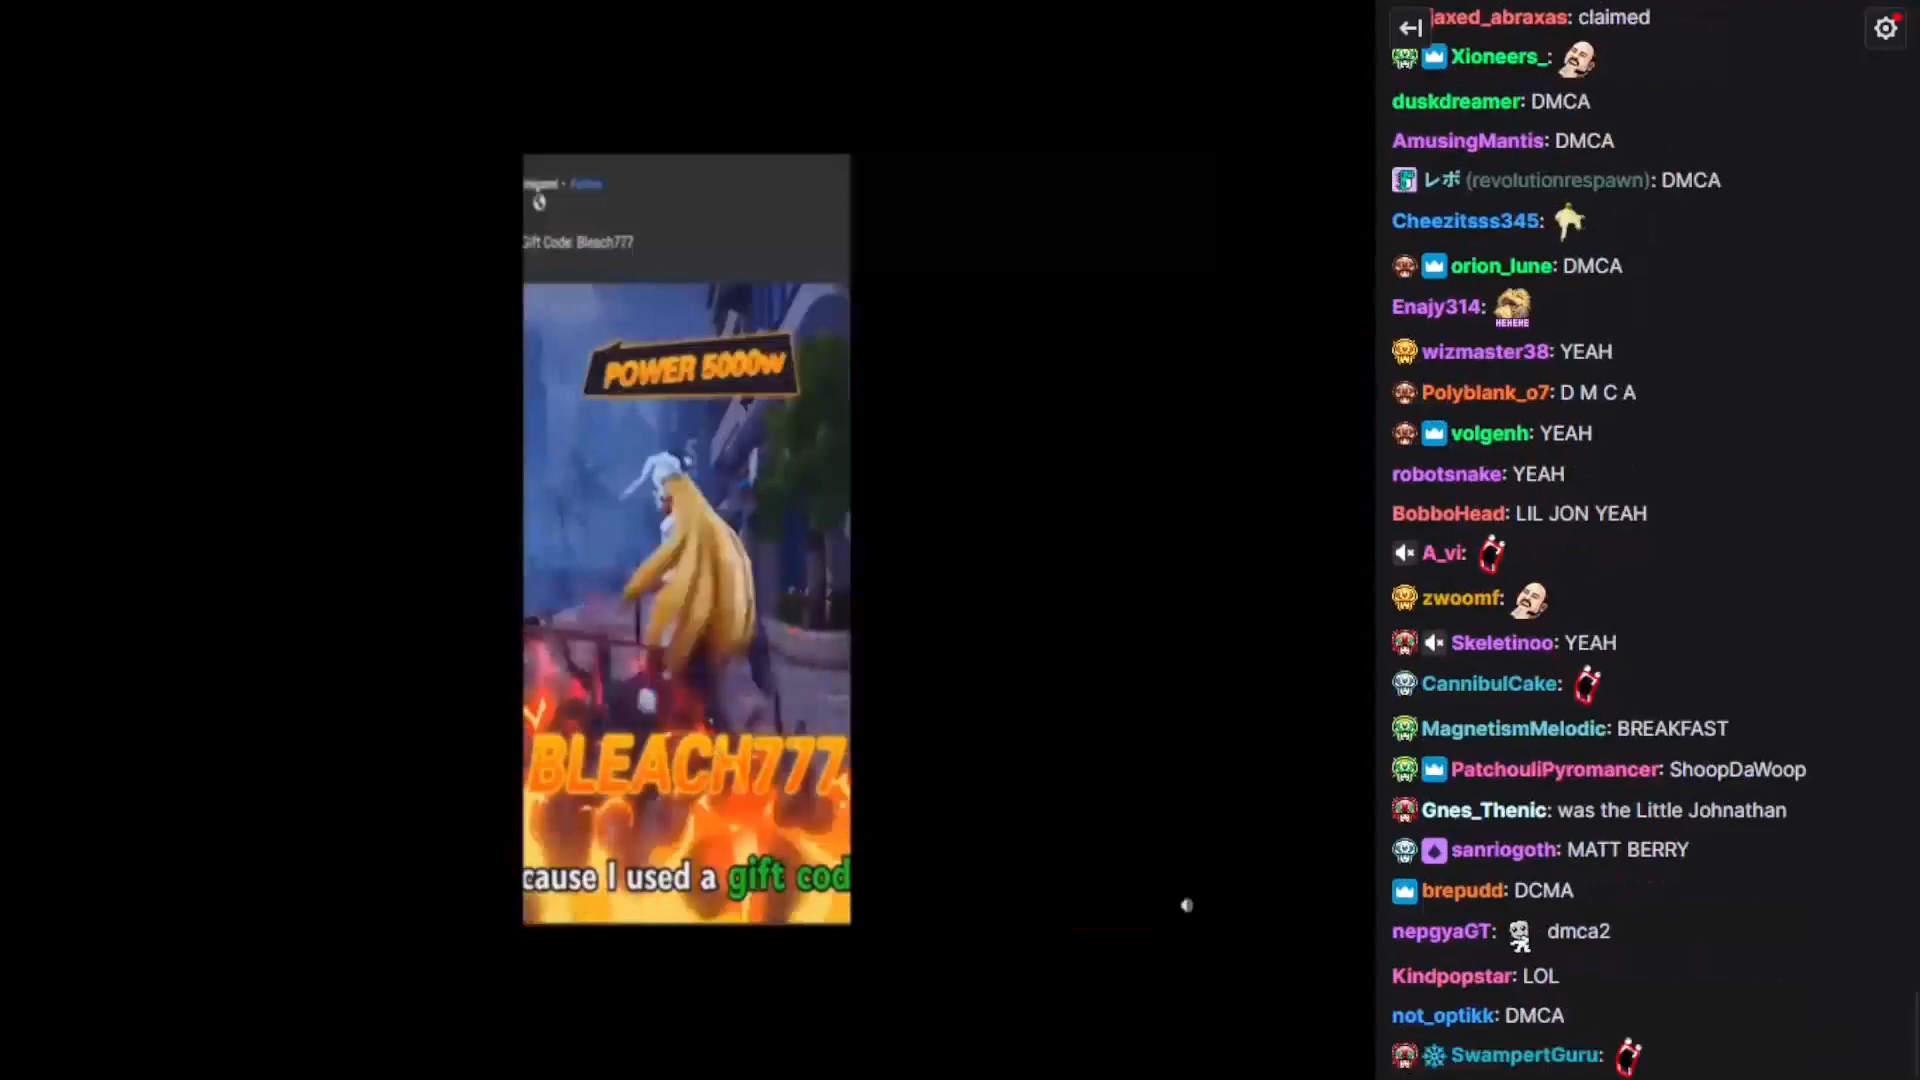 Follow
Gift Code: Bleach777
POWER 5000w
BLEACH777
cause I used a gift cod
axed_abraxas: claimed
Xioneers_:
duskdreamer: DMCA
AmusingMantis: DMCA
レポ (revolutionrespawn): DMCA
Cheezitsss345:
orion_lune: DMCA
Enajy314: HEHEHE
wizmaster38: YEAH
Polyblank_o7: D M C A
volgenh: YEAH
robotsnake: YEAH
BobboHead: LIL JON YEAH
A_vi:
zwoomf:
Skeletinoo: YEAH
CannibulCake:
MagnetismMelodic: BREAKFAST
PatchouliPyromancer: ShoopDaWoop
Gnes_Thenic: was the Little Johnathan
sanriogoth: MATT BERRY
brepudd: DCMA
nepgyaGT: dmca2
Kindpopstar: LOL
not_optikk: DMCA
SwampertGuru: